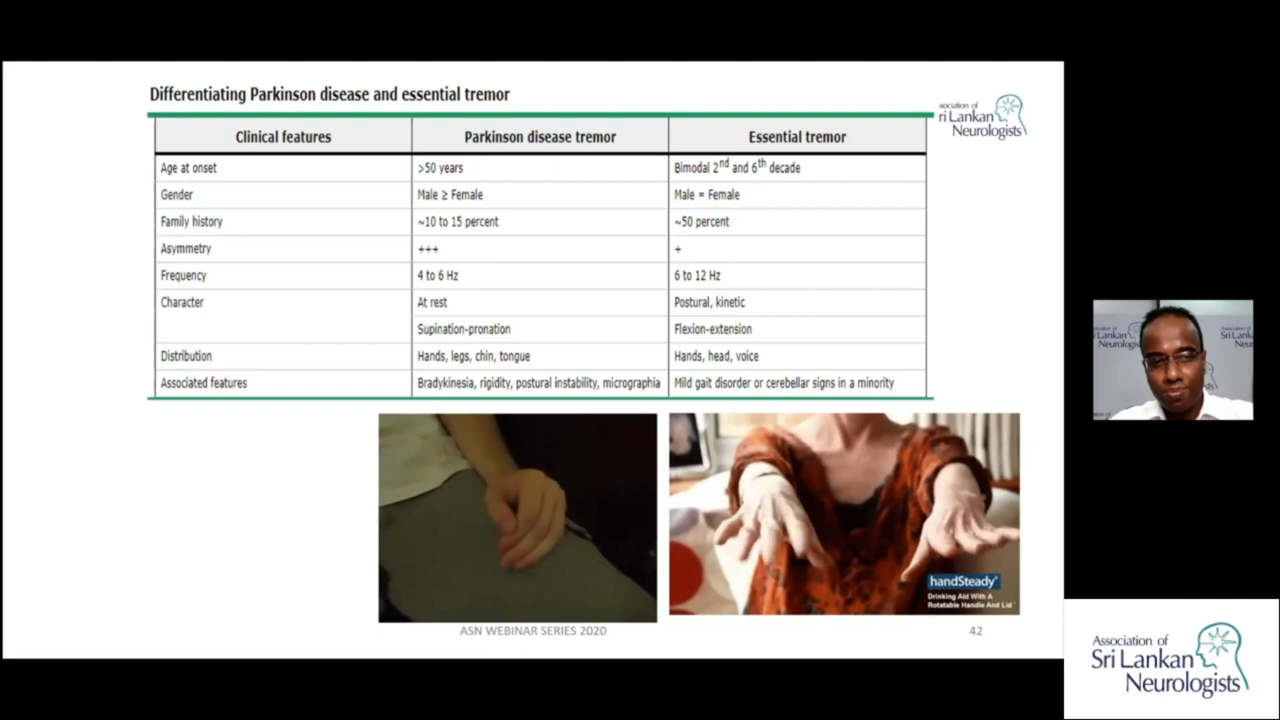 Differentiating Parkinson disease and essential tremor
ociation of
ri Lankan
Neurologists
Clinical features Parkinson disease tremor Essential tremor
Age at onset >50 years Bimodal 2nd and 6th decade
Gender Male ≥ Female Male = Female
Family history ~10 to 15 percent ~50 percent
Asymmetry +++ +
Frequency 4 to 6 Hz 6 to 12 Hz
Character At rest Postural, kinetic
Supination-pronation Flexion-extension
Distribution Hands, legs, chin, tongue Hands, head, voice
Associated features Bradykinesia, rigidity, postural instability, micrographia Mild gait disorder or cerebellar signs in a minority
handSteady®
Drinking Aid With A
Rotatable Handle And Lid
ASN WEBINAR SERIES 2020
42
Association of
Sri Lankan
Neurologists